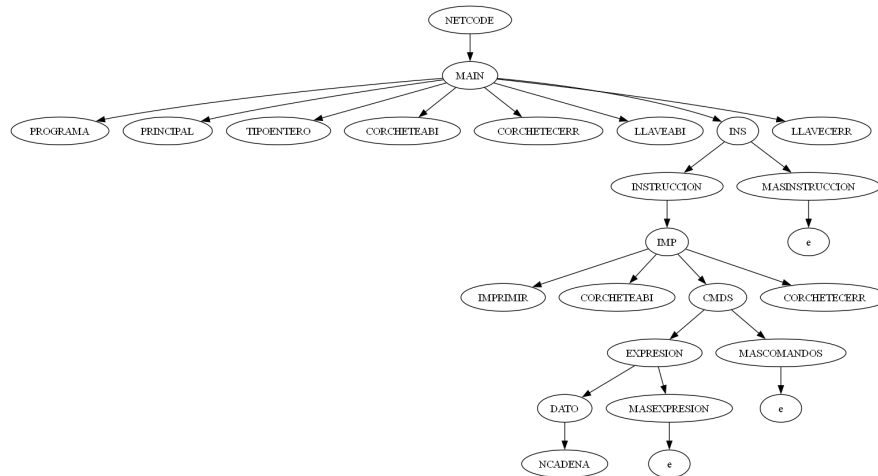 NETCODE
MAIN
PROGRAMA PRINCIPAL TIPOENTERO CORCHETEABI CORCHETECERR LLAVEABI INS LLAVECERR
INSTRUCCION MASINSTRUCCION
IMP e
IMPRIMIR CORCHETEABI CMDS CORCHETECERR
EXPRESION MASCOMANDOS
DATO MASEXPRESION e
NCADENA e